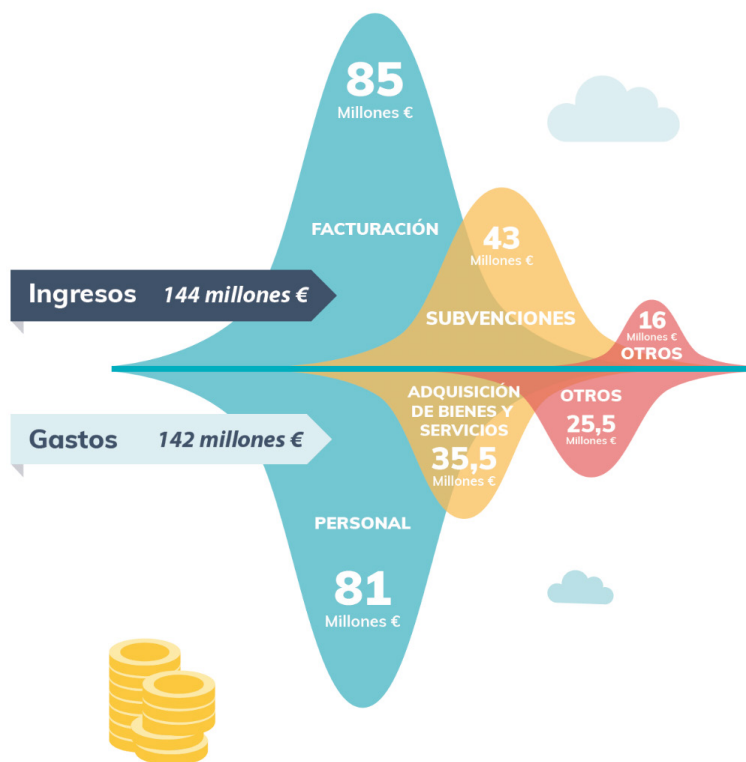 85
Millones €
FACTURACIÓN
43
Millones €
Ingresos 144 millones €
SUBVENCIONES
16
Millones €
OTROS
ADQUISICIÓN
DE BIENES Y
SERVICIOS
35,5
Millones €
OTROS
25,5
Millones €
Gastos 142 millones €
PERSONAL
81
Millones €